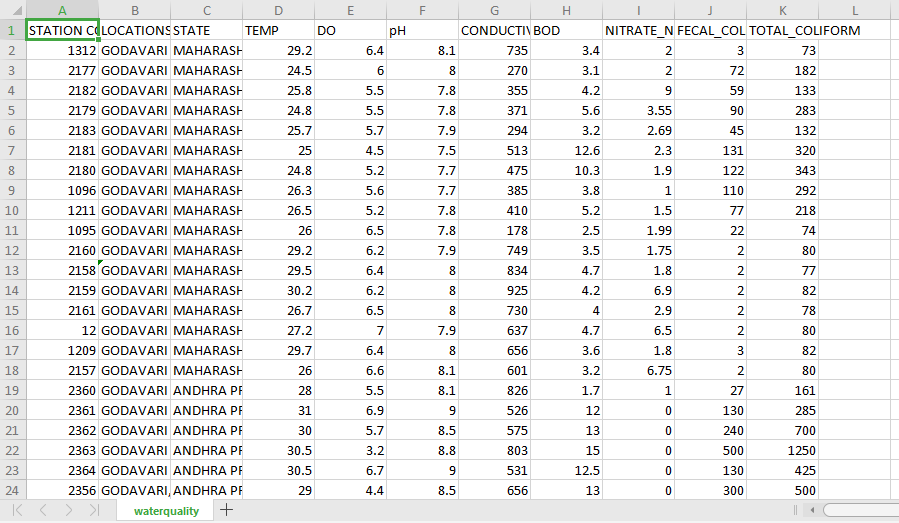 A B C D E F G H I J K L
1 STATION CO LOCATIONS STATE TEMP DO pH CONDUCTIV BOD NITRATE_N FECAL_COL TOTAL_COLIFORM
2 1312 GODAVARI MAHARASH 29.2 6.4 8.1 735 3.4 2 3 73
3 2177 GODAVARI MAHARASH 24.5 6 8 270 3.1 2 72 182
4 2182 GODAVARI MAHARASH 25.8 5.5 7.8 355 4.2 9 59 133
5 2179 GODAVARI MAHARASH 24.8 5.5 7.8 371 5.6 3.55 90 283
6 2183 GODAVARI MAHARASH 25.7 5.7 7.9 294 3.2 2.69 45 132
7 2181 GODAVARI MAHARASH 25 4.5 7.5 513 12.6 2.3 131 320
8 2180 GODAVARI MAHARASH 24.8 5.2 7.7 475 10.3 1.9 122 343
9 1096 GODAVARI MAHARASH 26.3 5.6 7.7 385 3.8 1 110 292
10 1211 GODAVARI MAHARASH 26.5 5.2 7.8 410 5.2 1.5 77 218
11 1095 GODAVARI MAHARASH 26 6.5 7.8 178 2.5 1.99 22 74
12 2160 GODAVARI MAHARASH 29.2 6.2 7.9 749 3.5 1.75 2 80
13 2158 GODAVARI MAHARASH 29.5 6.4 8 834 4.7 1.8 2 77
14 2159 GODAVARI MAHARASH 30.2 6.2 8 925 4.2 6.9 2 82
15 2161 GODAVARI MAHARASH 26.7 6.5 8 730 4 2.9 2 78
16 12 GODAVARI MAHARASH 27.2 7 7.9 637 4.7 6.5 2 80
17 1209 GODAVARI MAHARASH 29.7 6.4 8 656 3.6 1.8 3 82
18 2157 GODAVARI MAHARASH 26 6.6 8.1 601 3.2 6.75 2 80
19 2360 GODAVARI ANDHRA PR 28 5.5 8.1 826 1.7 1 27 161
20 2361 GODAVARI ANDHRA PR 31 6.9 9 526 12 0 130 285
21 2362 GODAVARI ANDHRA PR 30 5.7 8.5 575 13 0 240 700
22 2363 GODAVARI ANDHRA PR 30.5 3.2 8.8 803 15 0 500 1250
23 2364 GODAVARI ANDHRA PR 30.5 6.7 9 531 12.5 0 130 425
24 2356 GODAVARI, ANDHRA PR 29 4.4 8.5 656 13 0 300 500
waterquality